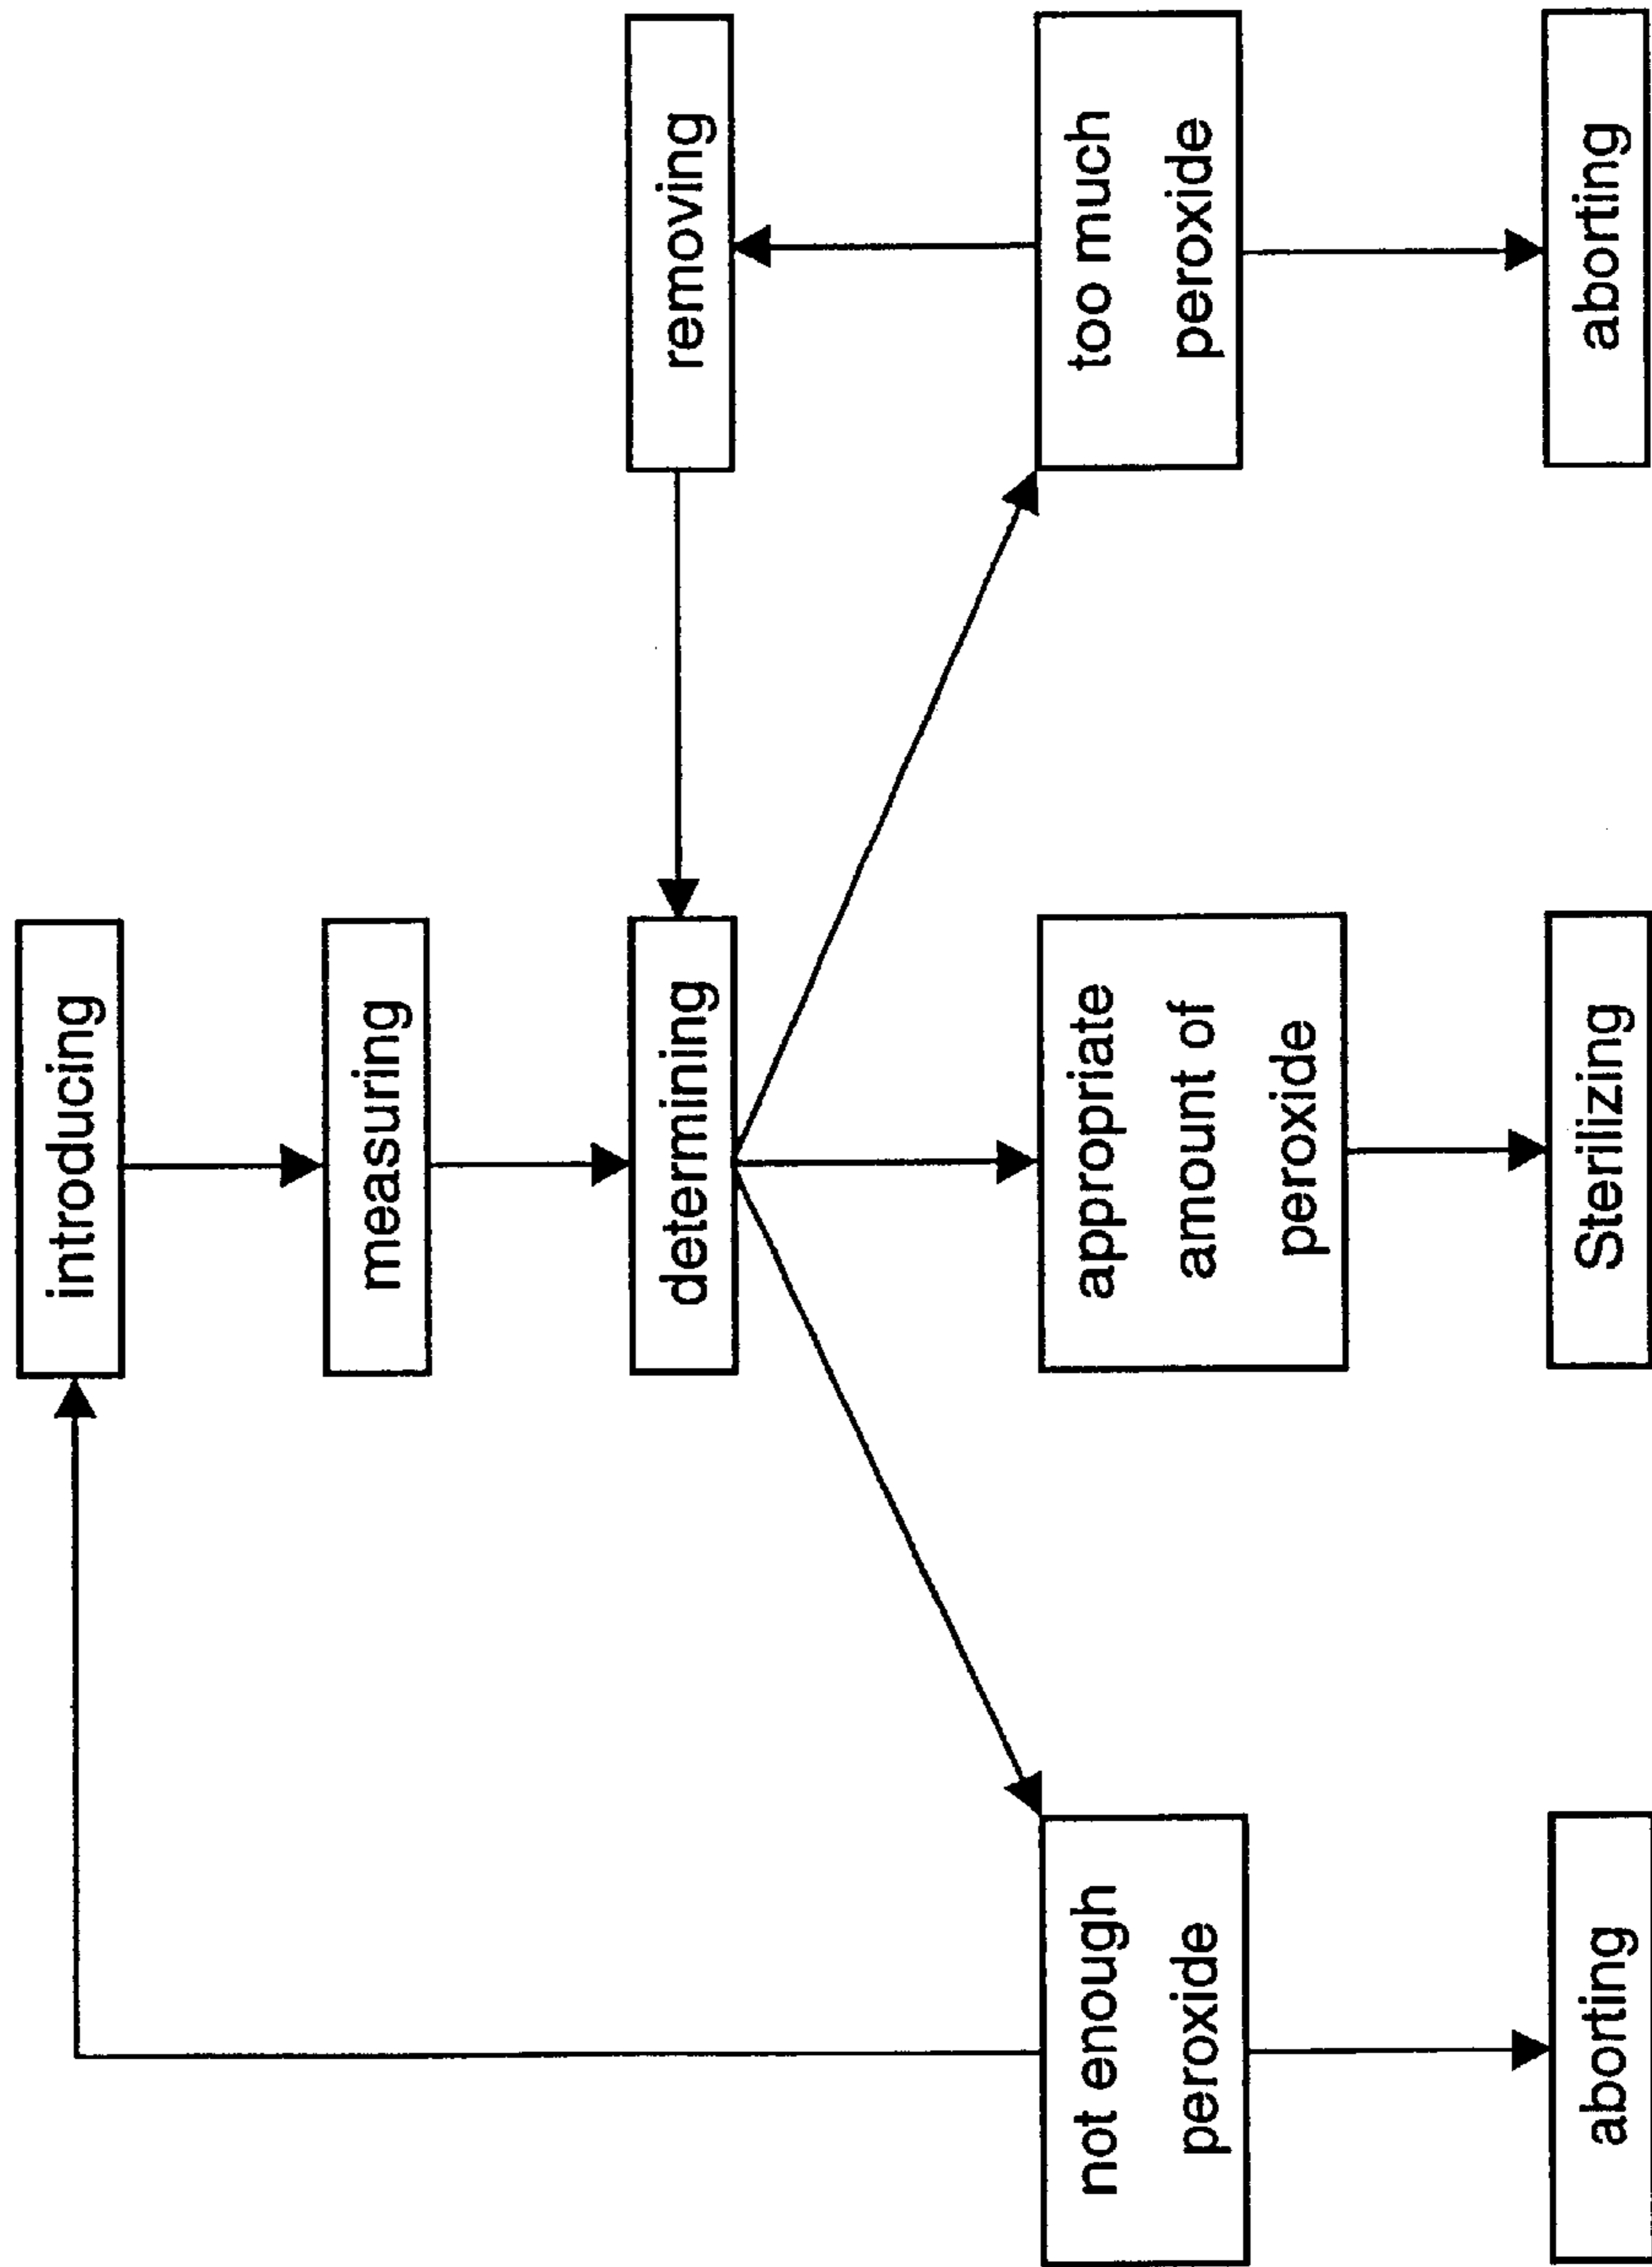 introducing
measuring
determining
removing
not enough
peroxide
appropriate
amount of
peroxide
too much
peroxide
aborting
Sterilizing
aborting